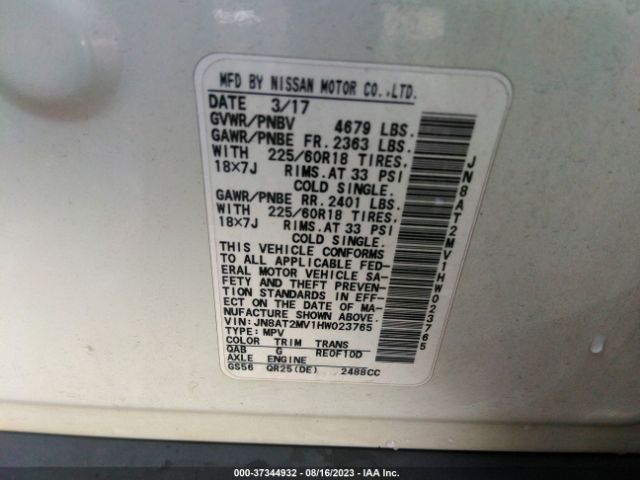 MFD BY NISSAN MOTOR CO.,LTD.
DATE 3/17
GVWR/PNBV 4679 LBS.
GAWR/PNBE FR. 2363 LBS.
WITH 225/60R18 TIRES.
18×7J RIMS.AT 33 PSI
COLD SINGLE.
GAWR/PNBE RR. 2401 LBS.
WITH 225/60R18 TIRES.
18×7J RIMS.AT 33 PSI
COLD SINGLE.
THIS VEHICLE CONFORMS
TO ALL APPLICABLE FED-
ERAL MOTOR VEHICLE SA-
FETY AND THEFT PREVEN-
TION STANDARDS IN EFF-
ECT ON THE DATE OF MA-
NUFACTURE SHOWN ABOVE.
VIN: JN8AT2MV1HW023765
TYPE: MPV
COLOR TRIM TRANS
QAB G RE0F10D
AXLE ENGINE
GS56 QR25(DE) 2488CC
JN8AT2MV1HW023765
000-37344932 - 08/16/2023 - IAA Inc.